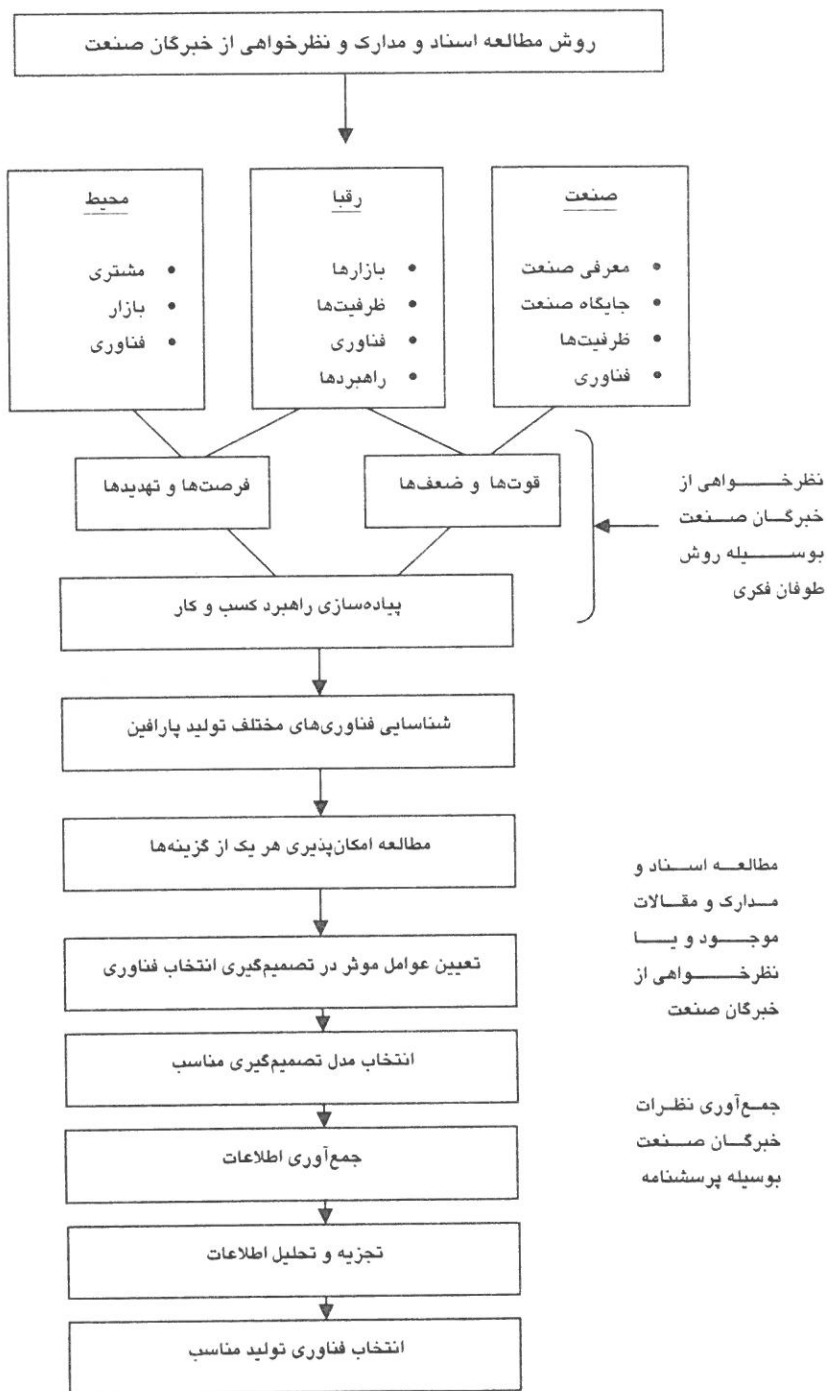 روش مطالعه اسناد و مدارک و نظرخواهی از خبرگان صنعت
صنعت
• معرفی صنعت
• جایگاه صنعت
• ظرفیت‌ها
• فناوری
رقبا
• بازارها
• ظرفیت‌ها
• فناوری
• راهبردها
محیط
• مشتری
• بازار
• فناوری
قوت‌ها و ضعف‌ها
فرصت‌ها و تهدیدها
نظرخواهی از
خبرگان صنعت
بوسیله روش
طوفان فکری
پیاده‌سازی راهبرد کسب و کار
شناسایی فناوری‌های مختلف تولید پارافین
مطالعه امکان‌پذیری هر یک از گزینه‌ها
مطالعه اسناد و
مدارک و مقالات
موجود و یا
نظرخواهی از
خبرگان صنعت
تعیین عوامل موثر در تصمیم‌گیری انتخاب فناوری
انتخاب مدل تصمیم‌گیری مناسب
جمع‌آوری اطلاعات
جمع‌آوری نظرات
خبرگان صنعت
بوسیله پرسشنامه
تجزیه و تحلیل اطلاعات
انتخاب فناوری تولید مناسب